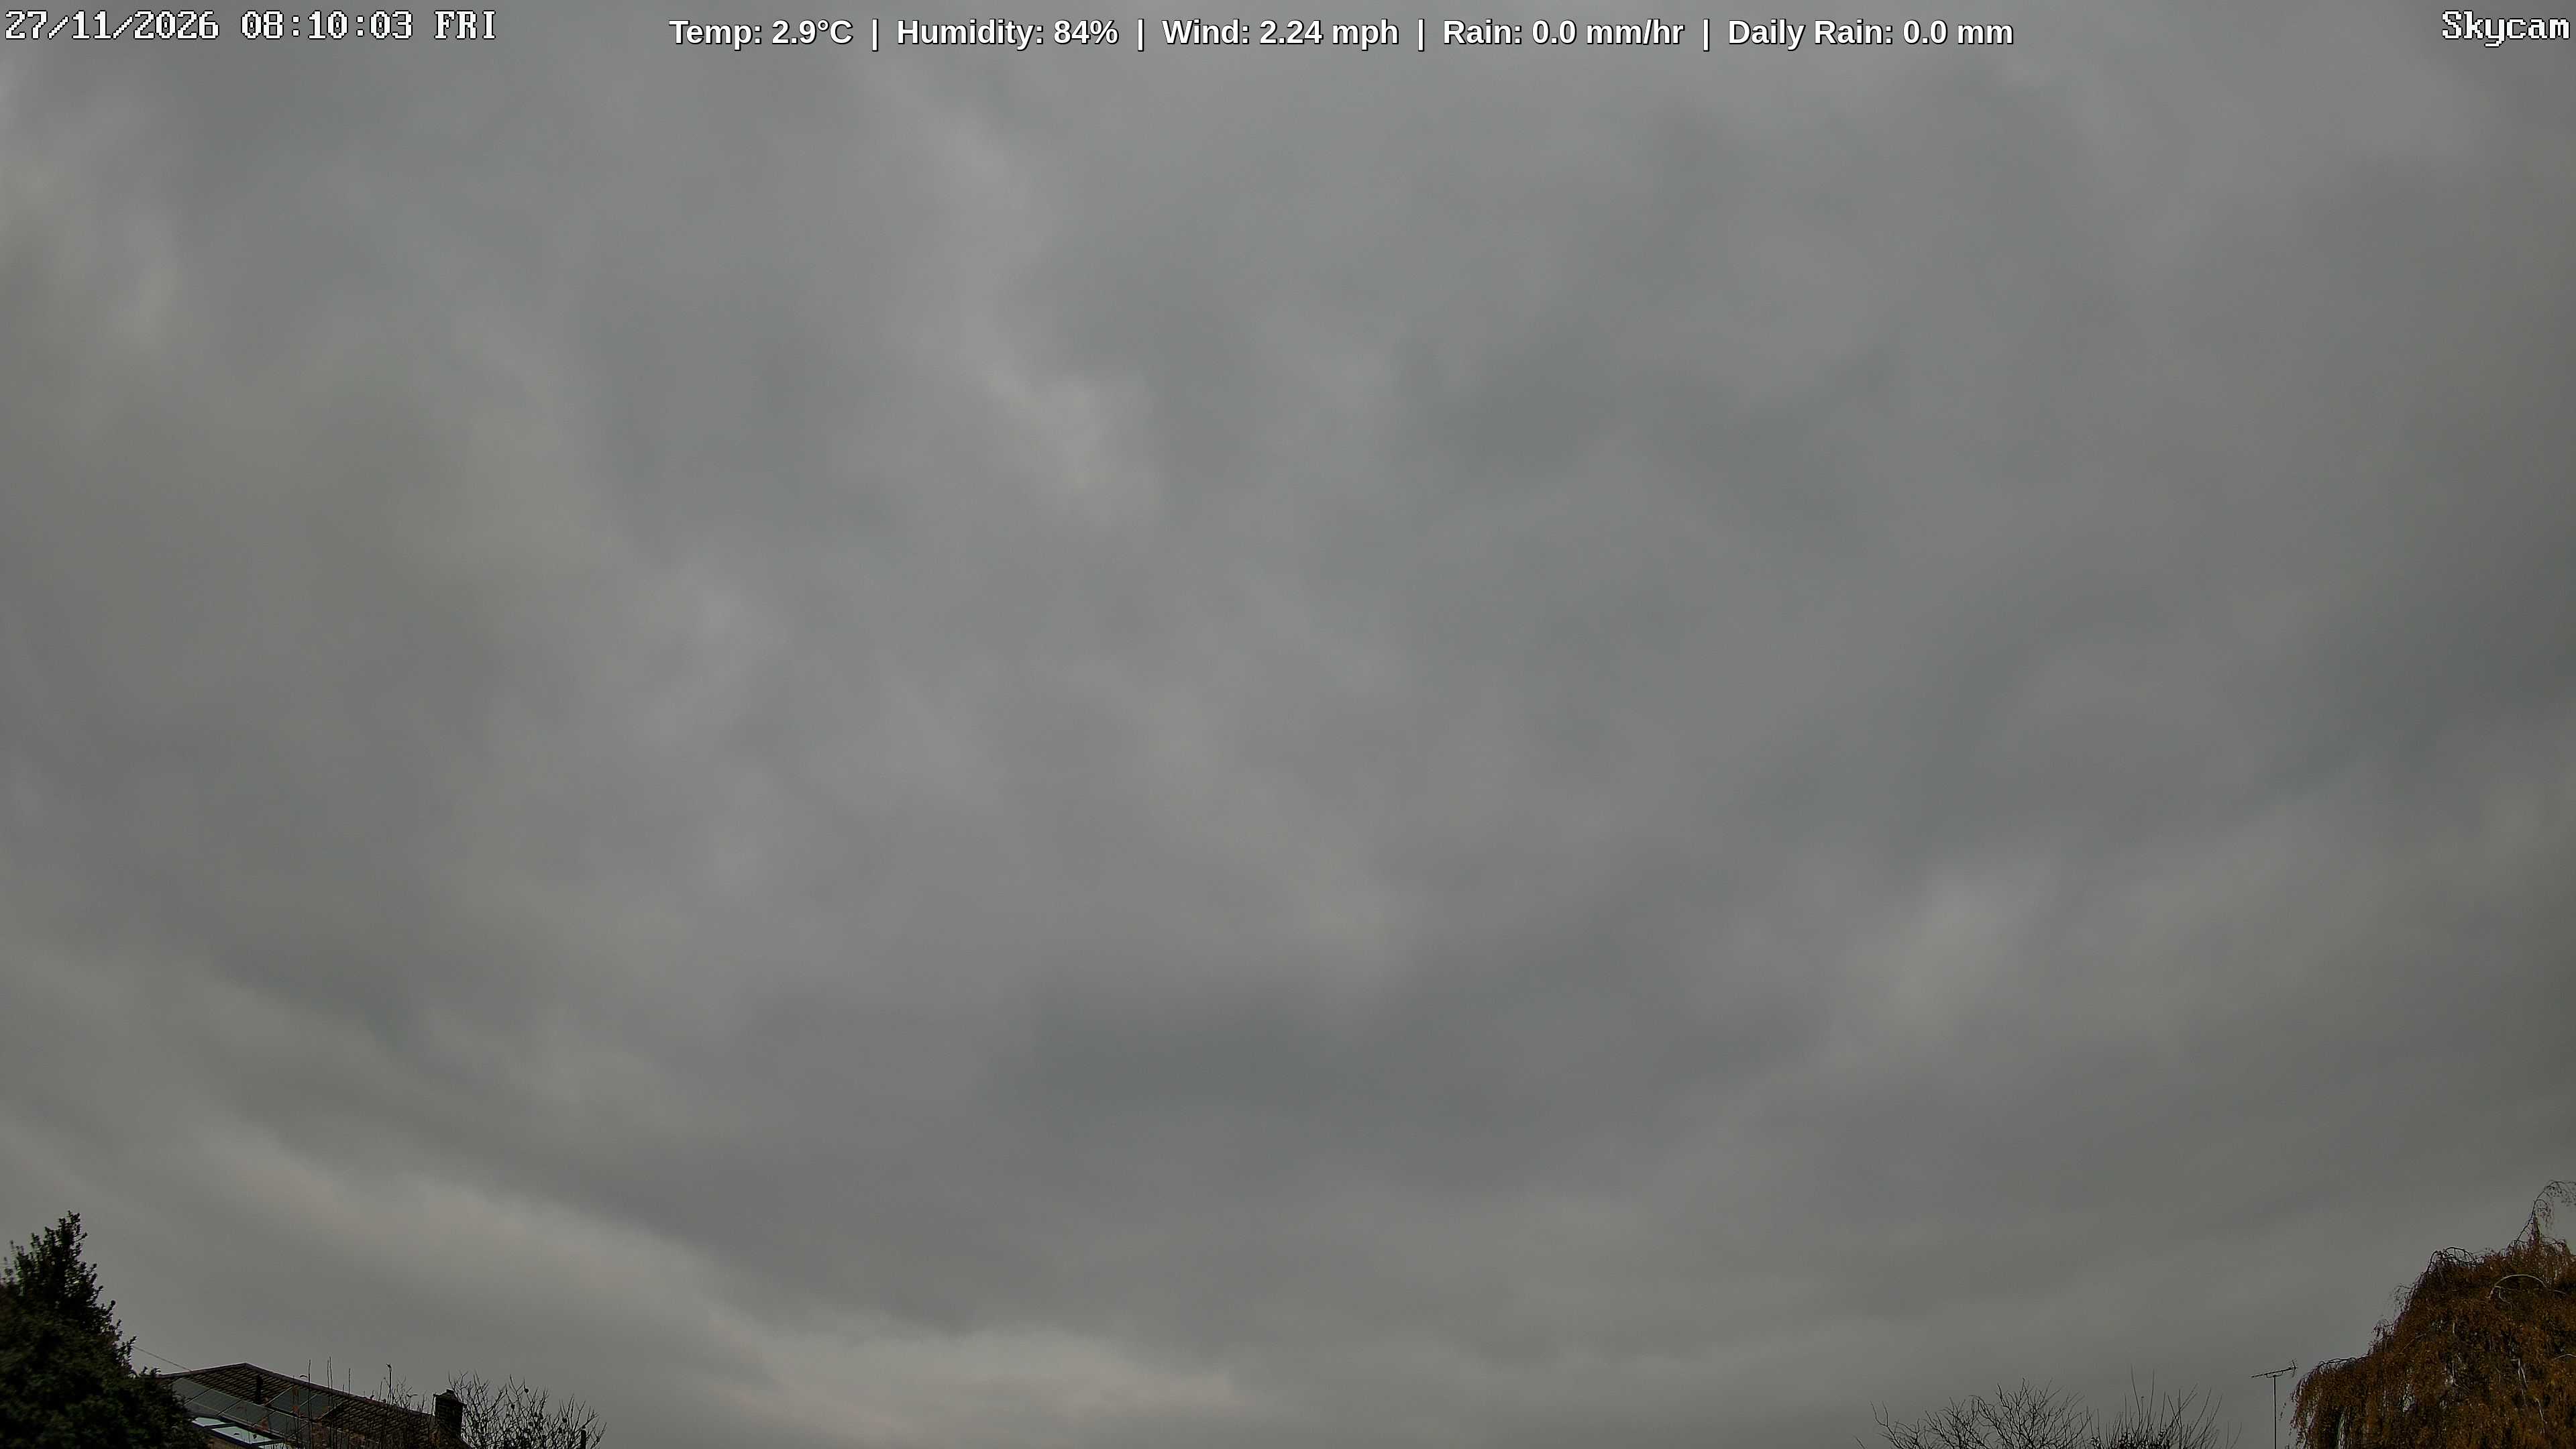 27/11/2026 08:10:03 FRI
Temp: 2.9°C | Humidity: 84% | Wind: 2.24 mph | Rain: 0.0 mm/hr | Daily Rain: 0.0 mm
Skycam